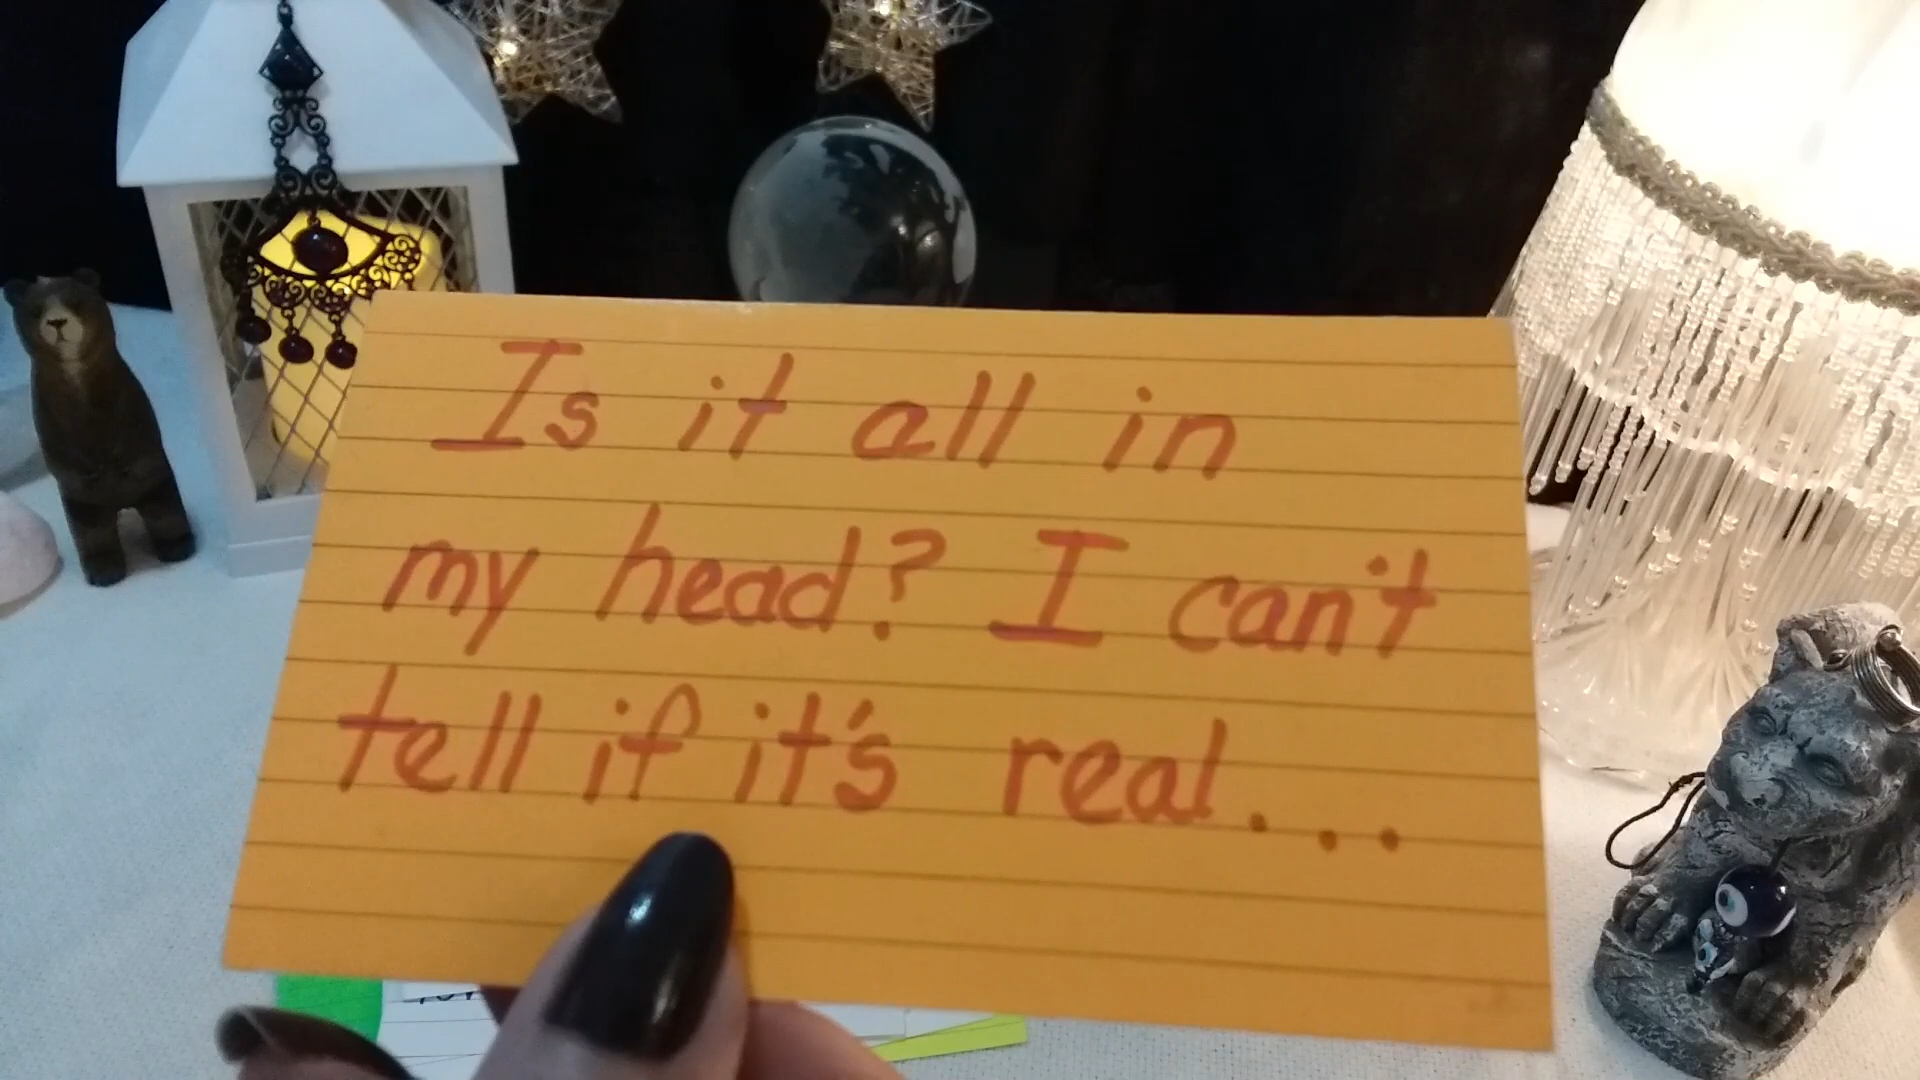 Is it all in
my head? I can't
tell if it's real...